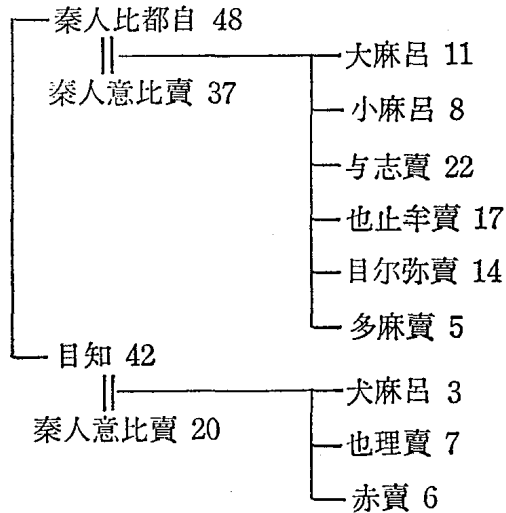 秦人比都自 48
秦人意比賣 37
大麻呂 11
小麻呂 8
与志賣 22
也止牟賣 17
目尓弥賣 14
多麻賣 5
目知 42
秦人意比賣 20
犬麻呂 3
也理賣 7
赤賣 6